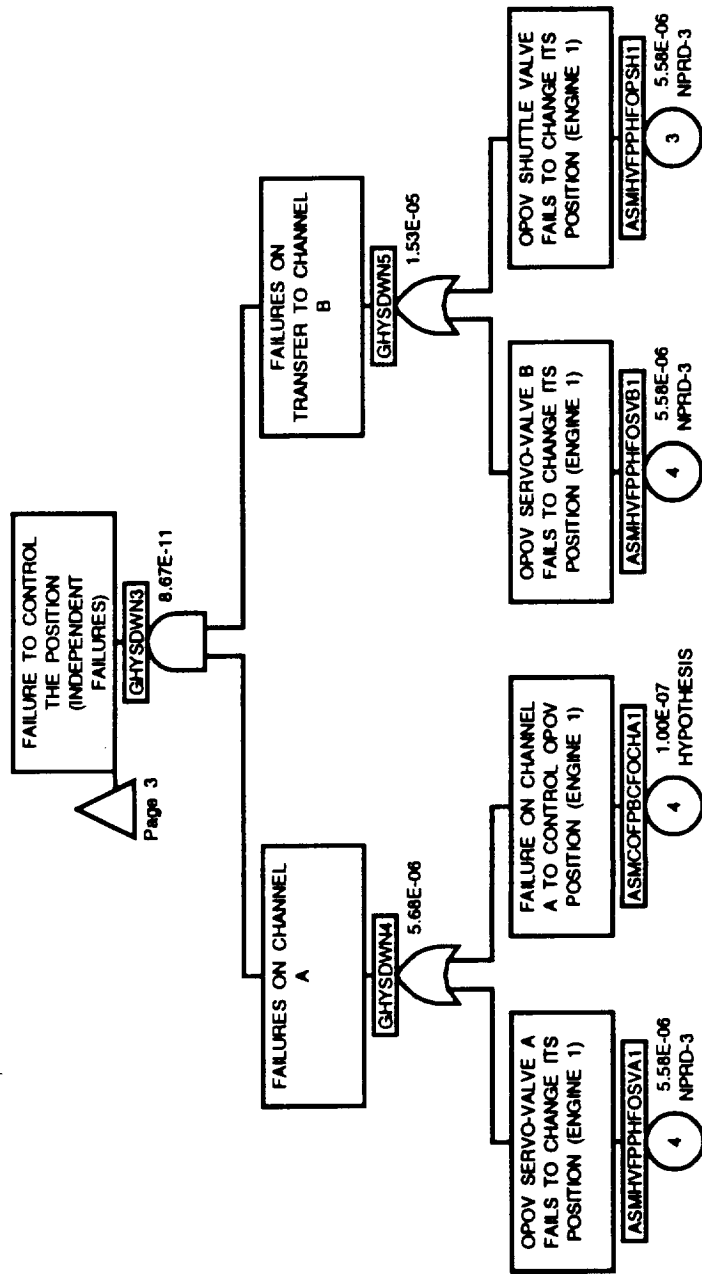 FAILURE TO CONTROL
THE POSITION
(INDEPENDENT
FAILURES)
GHYSDWN3
8.67E-11
Page 3
FAILURES ON CHANNEL
A
GHYSDWN4
5.68E-06
FAILURES ON
TRANSFER TO CHANNEL
B
GHYSDWN5
1.53E-05
OPOV SERVO-VALVE A
FAILS TO CHANGE ITS
POSITION (ENGINE 1)
ASMHVFPPHFOSVA1
4
5.58E-06
NPRD-3
FAILURE ON CHANNEL
A TO CONTROL OPOV
POSITION (ENGINE 1)
ASMCOFPBCFOCHA1
4
1.00E-07
HYPOTHESIS
OPOV SERVO-VALVE B
FAILS TO CHANGE ITS
POSITION (ENGINE 1)
ASMHVFPPHFOSVB1
4
5.58E-06
NPRD-3
OPOV SHUTTLE VALVE
FAILS TO CHANGE ITS
POSITION (ENGINE 1)
ASMHVFPPHFOPSH1
3
5.58E-06
NPRD-3